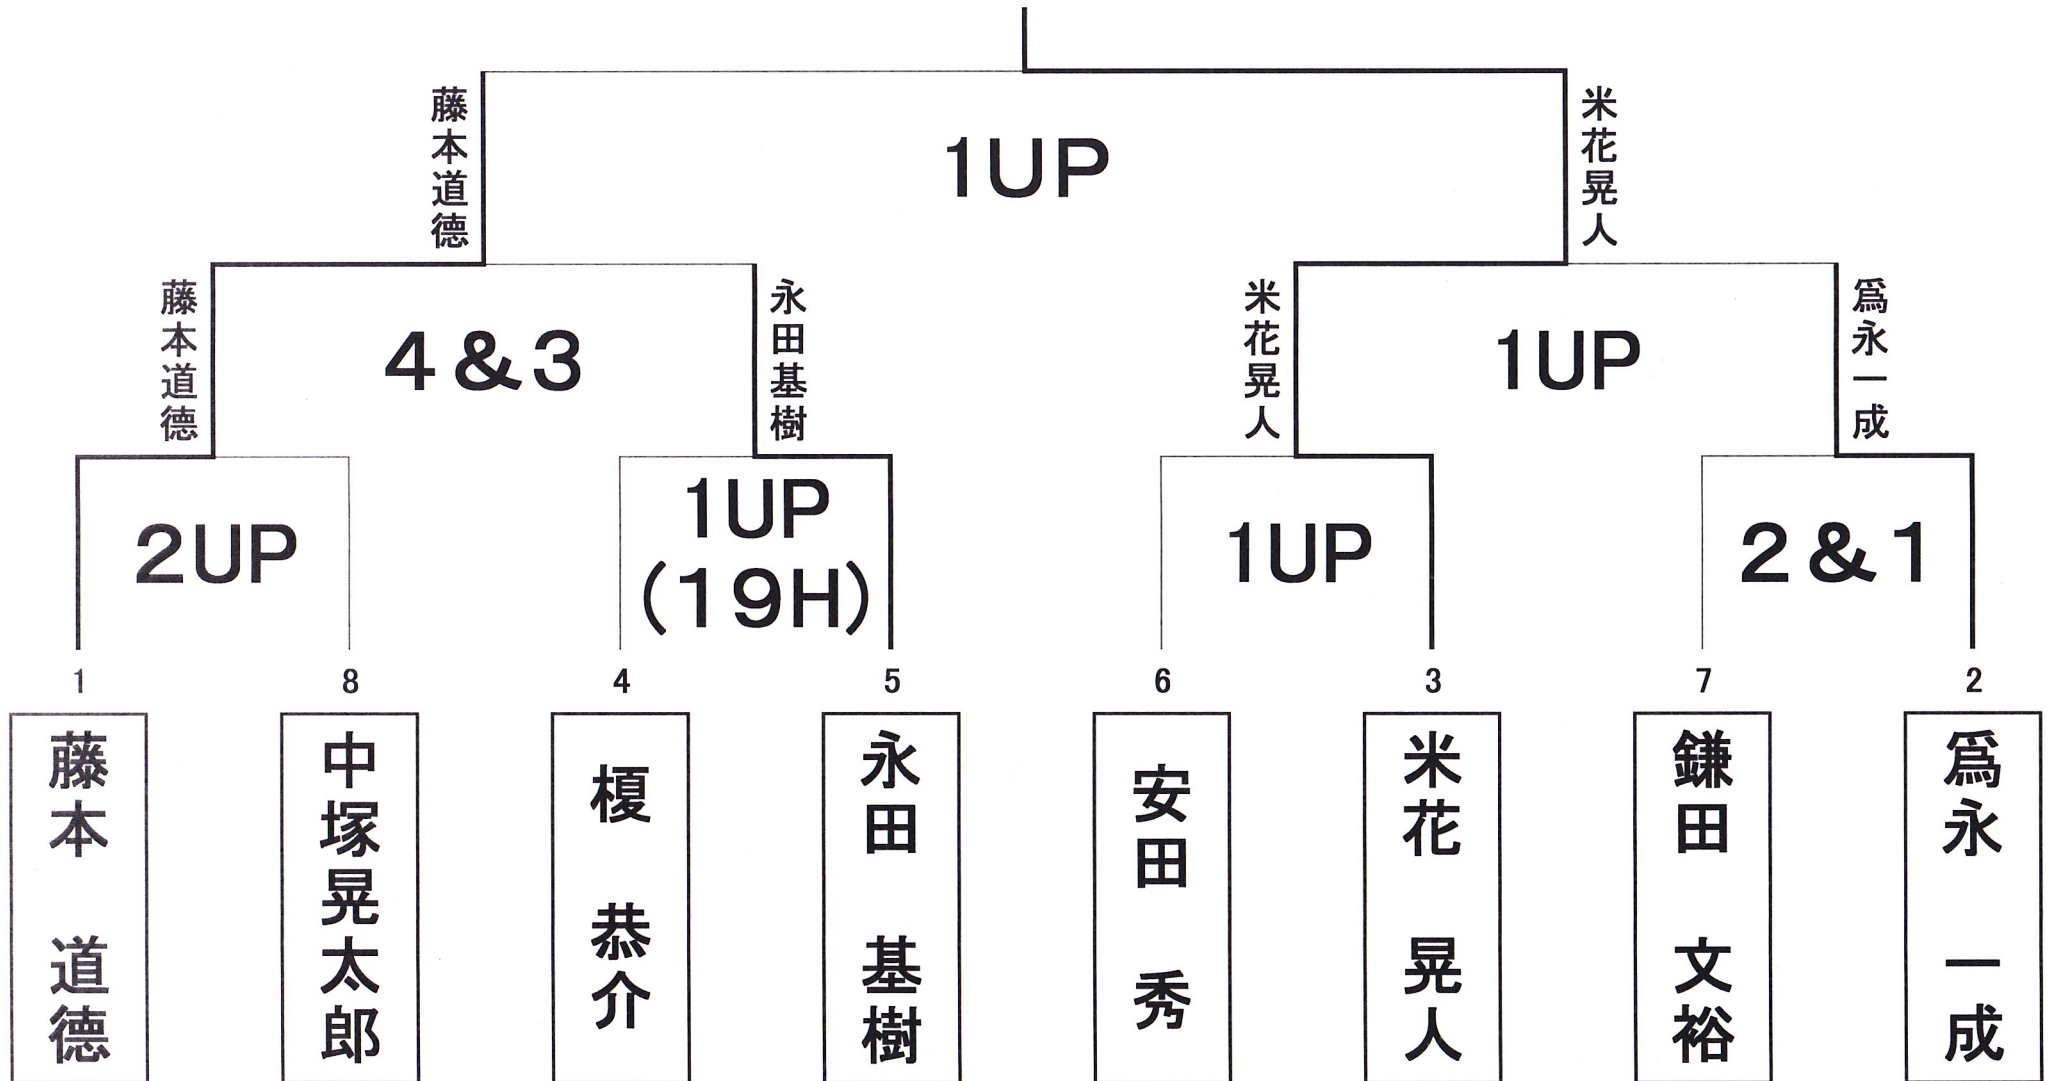 藤本道德
1UP
米花晃人
藤本道德
4&3
永田基樹
米花晃人
1UP
爲永一成
2UP
1UP
(19H)
1UP
2&1
1
8
4
5
6
3
7
2
藤本 道德
中塚晃太郎
榎 恭介
永田 基樹
安田 秀
米花 晃人
鎌田 文裕
爲永 一成